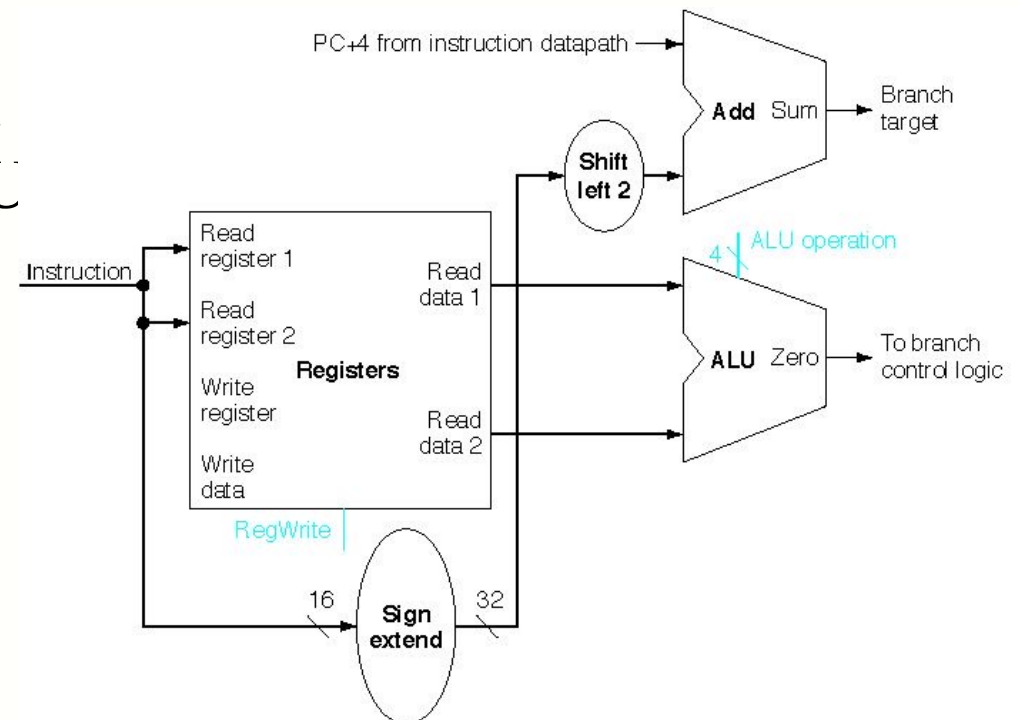 PC+4 from instruction datapath
Add Sum
Branch
target
Shift
left 2
ALU operation
4
Instruction
Read
register 1
Read
data 1
Read
register 2
Registers
Write
register
Read
data 2
Write
data
RegWrite
ALU Zero
To branch
control logic
16
Sign
extend
32